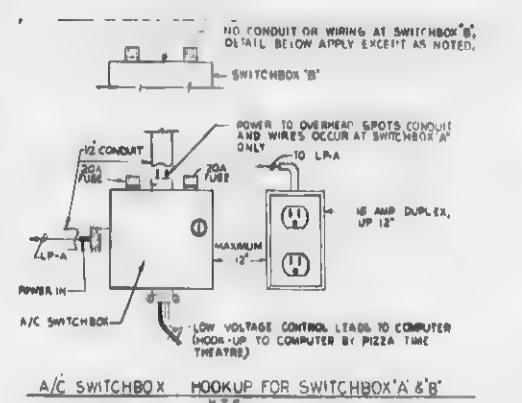 NO CONDUIT OR WIRING AT SWITCHBOX "B",
DETAIL BELOW APPLY EXCEPT AS NOTED.
SWITCHBOX "B"
POWER TO OVERHEAD SPOTS CONDUIT
AND WIRES OCCUR AT SWITCHBOX "A"
ONLY
1/2" CONDUIT
TO LP-A
20A
FUSE
20A
FUSE
15 AMP DUPLEX,
UP 12"
MAXIMUM
12"
LP-A
POWER IN
A/C SWITCHBOX
LOW VOLTAGE CONTROL LEADS TO COMPUTER
(HOOK-UP TO COMPUTER BY PIZZA TIME
THEATRE)
A/C SWITCHBOX HOOKUP FOR SWITCHBOX "A" & "B"
N.T.S.